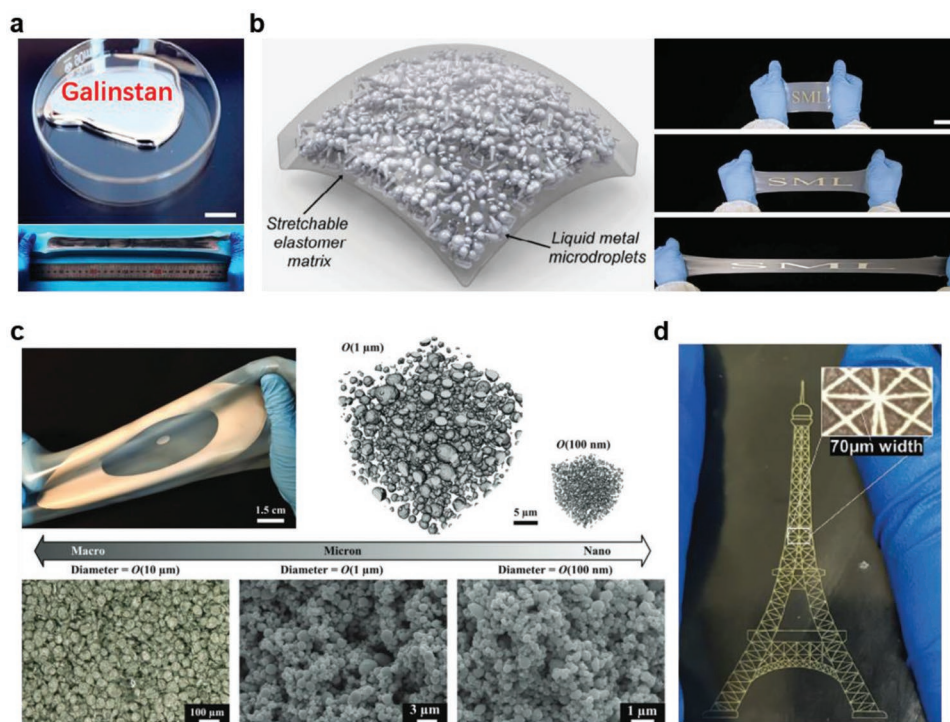 a
Galinstan
b
Stretchable
elastomer
matrix
Liquid metal
microdroplets
SML
SML
SML
c
1.5 cm
O(1 µm)
O(100 nm)
5 µm
Macro
Micron
Nano
Diameter = O(10 µm)
Diameter = O(1 µm)
Diameter = O(100 nm)
100 µm
3 µm
1 µm
d
70µm width